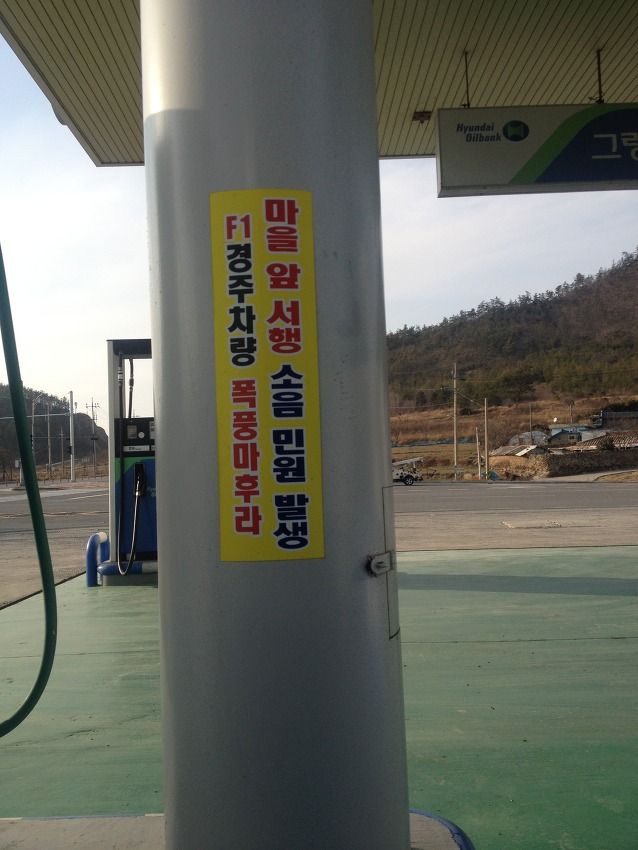 Hyundai
Oilbank
그랑
F1 경주차량 폭풍마후라
마을 앞 서행 소음 민원 발생